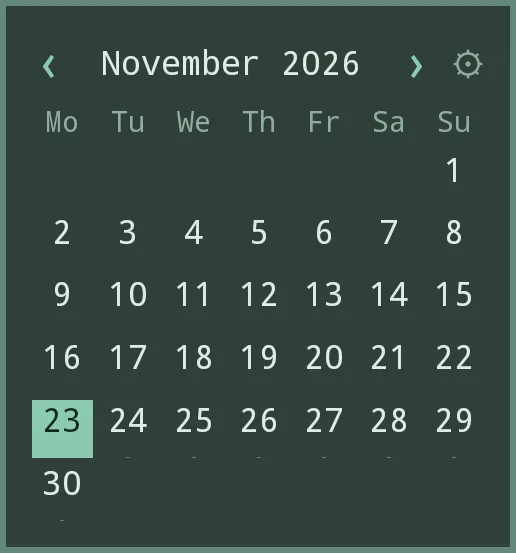 ‹ November 2026 ›
Mo Tu We Th Fr Sa Su
1
2 3 4 5 6 7 8
9 10 11 12 13 14 15
16 17 18 19 20 21 22
23 24 25 26 27 28 29
- - - - - -
30
-